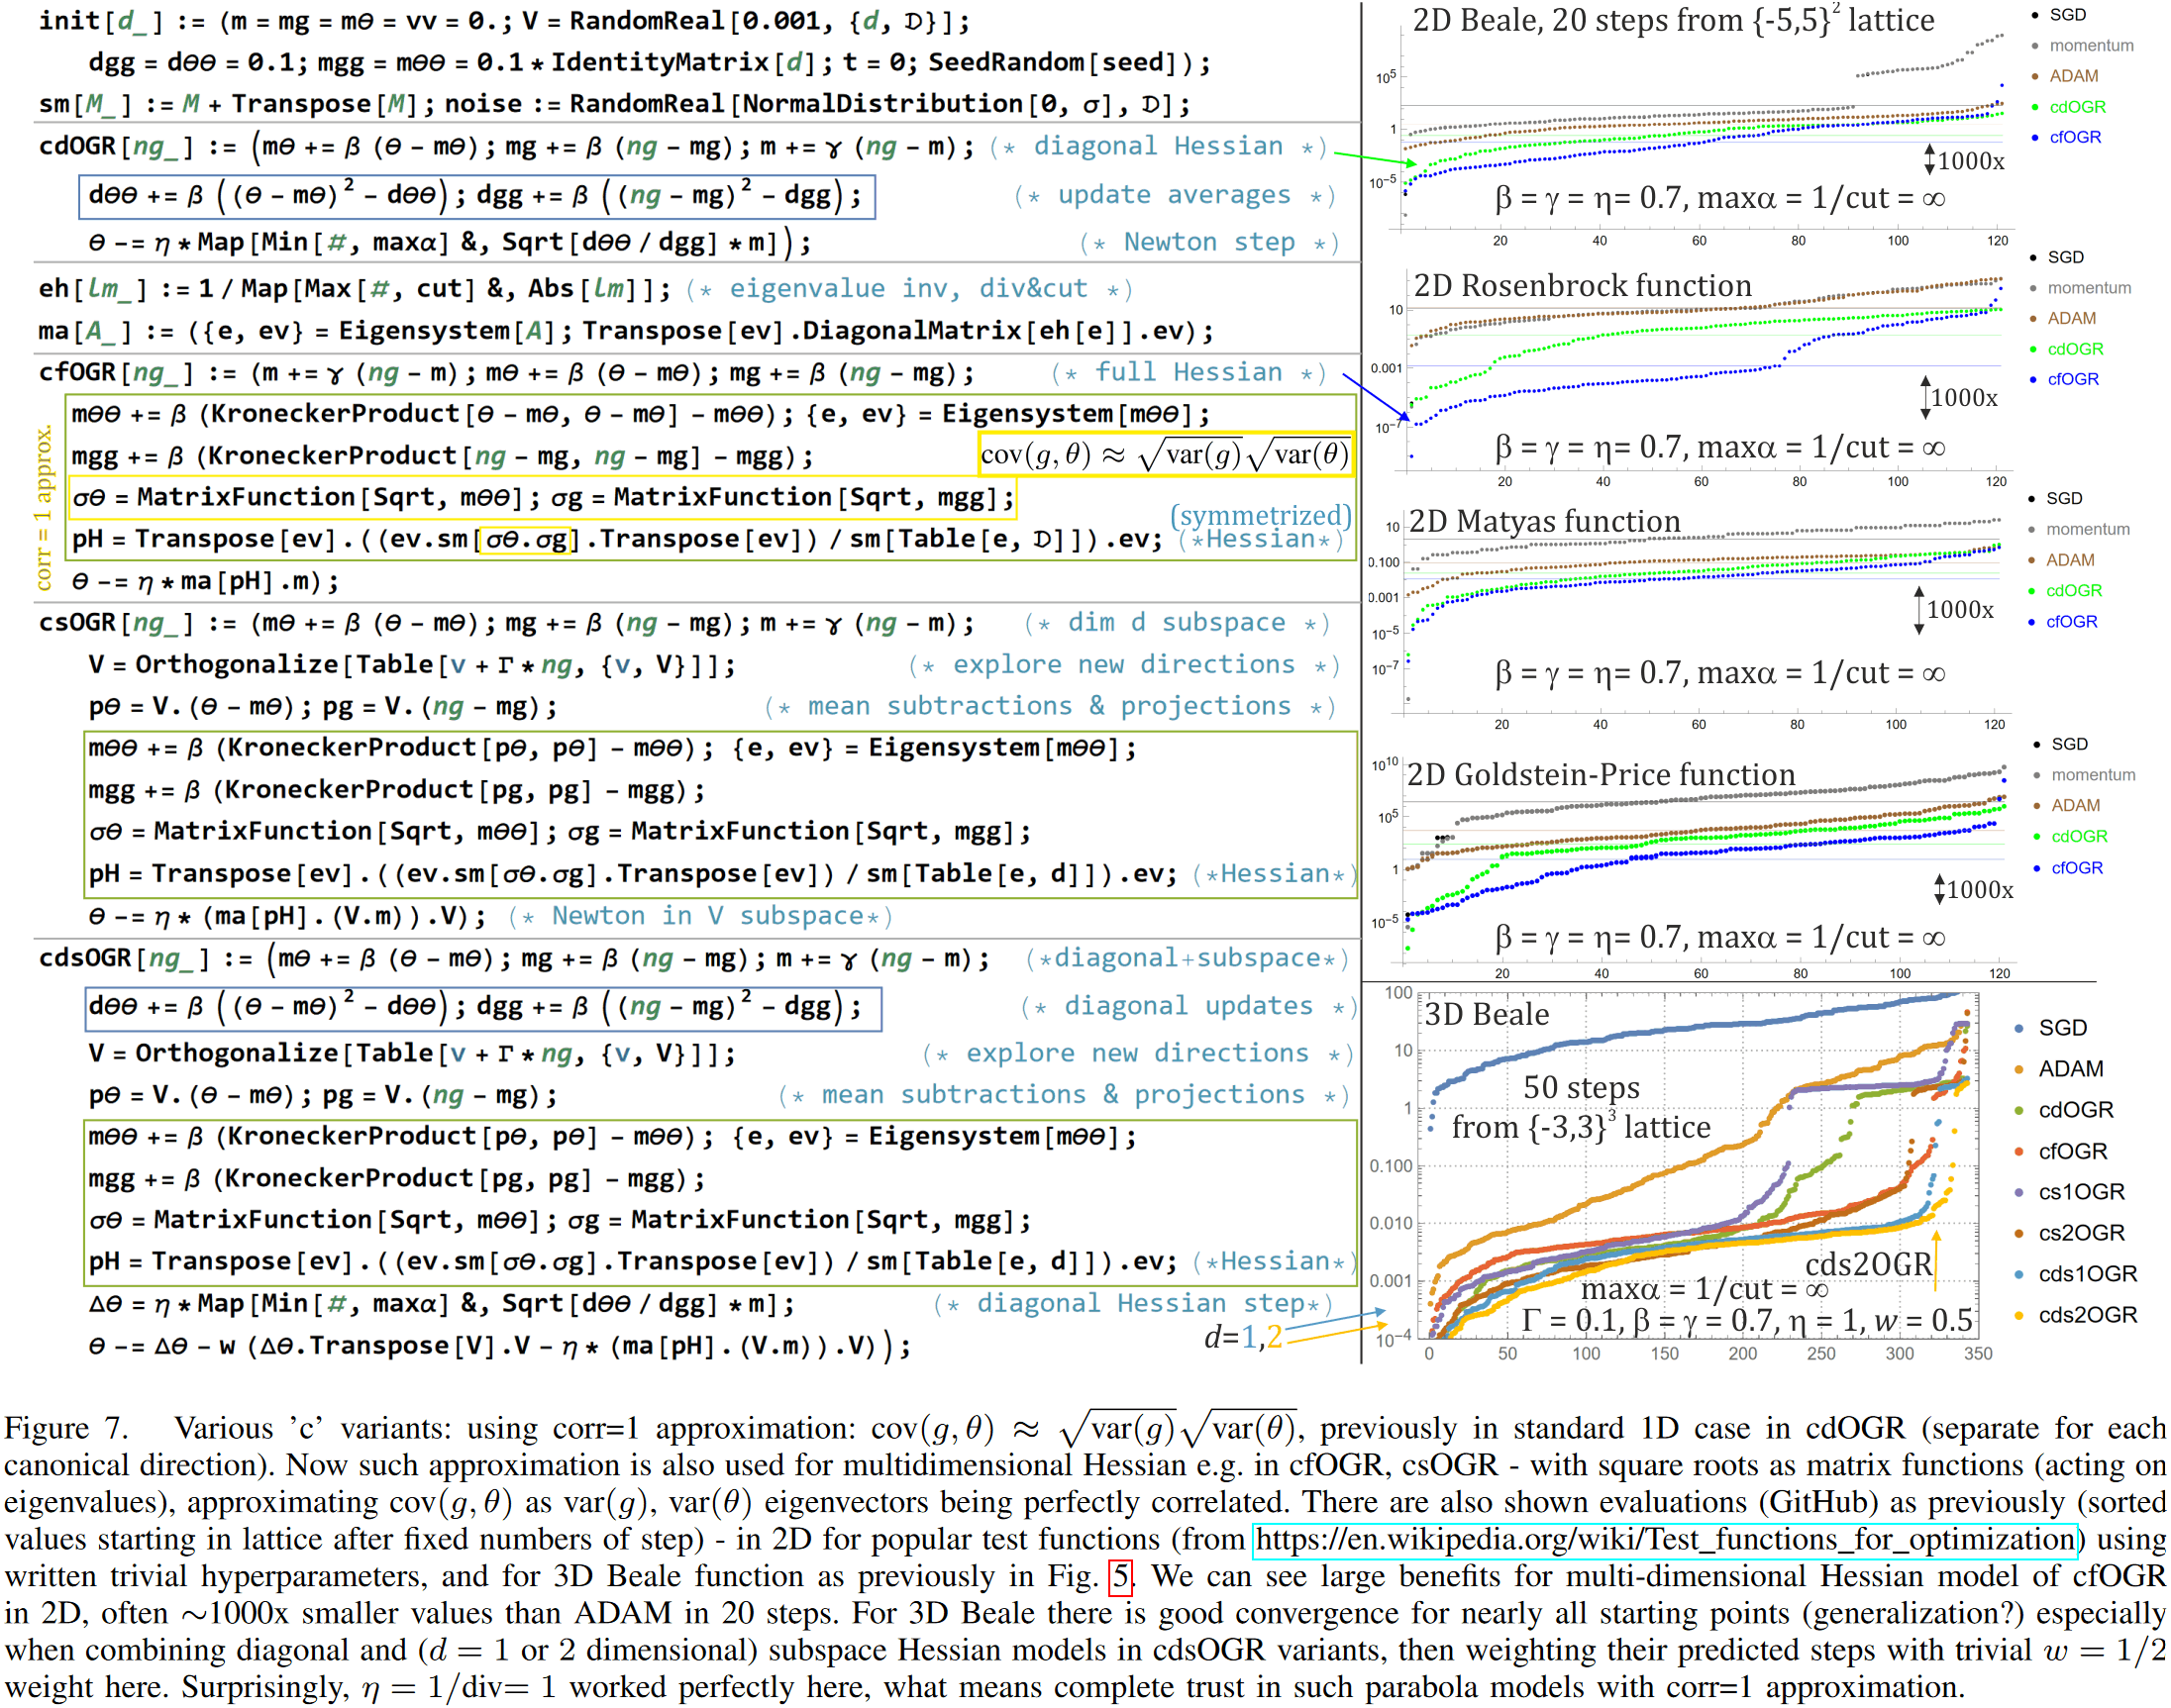 init[d_] := (m = mg = mθ = vv = 0.; V = RandomReal[0.001, {d, 𝒟}];
dgg = dθθ = 0.1; mgg = mθθ = 0.1 * IdentityMatrix[d]; t = 0; SeedRandom[seed]);
sm[M_] := M + Transpose[M]; noise := RandomReal[NormalDistribution[0, σ], 𝒟];
cdOGR[ng_] := (mθ += β (θ – mθ); mg += β (ng – mg); m += γ (ng – m); (* diagonal Hessian *)
dθθ += β ((θ – mθ)² – dθθ); dgg += β ((ng – mg)² – dgg); (* update averages *)
θ -= η * Map[Min[#, maxα] &, Sqrt[dθθ / dgg] * m]); (* Newton step *)
eh[lm_] := 1 / Map[Max[#, cut] &, Abs[lm]]; (* eigenvalue inv, div&cut *)
ma[A_] := ({e, ev} = Eigensystem[A]; Transpose[ev].DiagonalMatrix[eh[e]].ev);
cfOGR[ng_] := (m += γ (ng – m); mθ += β (θ – mθ); mg += β (ng – mg); (* full Hessian *)
corr = 1 approx.
mθθ += β (KroneckerProduct[θ – mθ, θ – mθ] – mθθ); {e, ev} = Eigensystem[mθθ];
mgg += β (KroneckerProduct[ng – mg, ng – mg] – mgg); cov(g, θ) ≈ √var(g)√var(θ)
σθ = MatrixFunction[Sqrt, mθθ]; σg = MatrixFunction[Sqrt, mgg];
(symmetrized)
pH = Transpose[ev].((ev.sm[σθ.σg].Transpose[ev]) / sm[Table[e, 𝒟]]).ev; (*Hessian*)
θ -= η * ma[pH].m);
csOGR[ng_] := (mθ += β (θ – mθ); mg += β (ng – mg); m += γ (ng – m); (* dim d subspace *)
V = Orthogonalize[Table[v + Γ * ng, {v, V}]]; (* explore new directions *)
pθ = V.(θ – mθ); pg = V.(ng – mg); (* mean subtractions & projections *)
mθθ += β (KroneckerProduct[pθ, pθ] – mθθ); {e, ev} = Eigensystem[mθθ];
mgg += β (KroneckerProduct[pg, pg] – mgg);
σθ = MatrixFunction[Sqrt, mθθ]; σg = MatrixFunction[Sqrt, mgg];
pH = Transpose[ev].((ev.sm[σθ.σg].Transpose[ev]) / sm[Table[e, d]]).ev; (*Hessian*)
θ -= η * (ma[pH].(V.m)).V); (* Newton in V subspace*)
cdsOGR[ng_] := (mθ += β (θ – mθ); mg += β (ng – mg); m += γ (ng – m); (*diagonal+subspace*)
dθθ += β ((θ – mθ)² – dθθ); dgg += β ((ng – mg)² – dgg); (* diagonal updates *)
V = Orthogonalize[Table[v + Γ * ng, {v, V}]]; (* explore new directions *)
pθ = V.(θ – mθ); pg = V.(ng – mg); (* mean subtractions & projections *)
mθθ += β (KroneckerProduct[pθ, pθ] – mθθ); {e, ev} = Eigensystem[mθθ];
mgg += β (KroneckerProduct[pg, pg] – mgg);
σθ = MatrixFunction[Sqrt, mθθ]; σg = MatrixFunction[Sqrt, mgg];
pH = Transpose[ev].((ev.sm[σθ.σg].Transpose[ev]) / sm[Table[e, d]]).ev; (*Hessian*)
Δθ = η * Map[Min[#, maxα] &, Sqrt[dθθ / dgg] * m]; (* diagonal Hessian step*)
θ -= Δθ – w (Δθ.Transpose[V].V – η * (ma[pH].(V.m)).V));
d=1,2
2D Beale, 20 steps from {-5,5}² lattice
10⁵
1
10⁻⁵
1000x
β = γ = η= 0.7, maxα = 1/cut = ∞
20 40 60 80 100 120
SGD
momentum
ADAM
cdOGR
cfOGR
2D Rosenbrock function
10
0.001
10⁻⁷
1000x
β = γ = η= 0.7, maxα = 1/cut = ∞
20 40 60 80 100 120
SGD
momentum
ADAM
cdOGR
cfOGR
2D Matyas function
10
0.100
0.001
10⁻⁵
10⁻⁷
1000x
β = γ = η= 0.7, maxα = 1/cut = ∞
20 40 60 80 100 120
SGD
momentum
ADAM
cdOGR
cfOGR
2D Goldstein-Price function
10¹⁰
10⁵
1
10⁻⁵
1000x
β = γ = η= 0.7, maxα = 1/cut = ∞
20 40 60 80 100 120
SGD
momentum
ADAM
cdOGR
cfOGR
3D Beale
50 steps
from {-3,3}³ lattice
100
10
1
0.100
0.010
0.001
10⁻⁴
cds2OGR
maxα = 1/cut = ∞
Γ = 0.1, β = γ = 0.7, η = 1, w = 0.5
0 50 100 150 200 250 300 350
SGD
ADAM
cdOGR
cfOGR
cs1OGR
cs2OGR
cds1OGR
cds2OGR
Figure 7. Various ’c’ variants: using corr=1 approximation: cov(g, θ) ≈ √var(g)√var(θ), previously in standard 1D case in cdOGR (separate for each
canonical direction). Now such approximation is also used for multidimensional Hessian e.g. in cfOGR, csOGR - with square roots as matrix functions (acting on
eigenvalues), approximating cov(g, θ) as var(g), var(θ) eigenvectors being perfectly correlated. There are also shown evaluations (GitHub) as previously (sorted
values starting in lattice after fixed numbers of step) - in 2D for popular test functions (from https://en.wikipedia.org/wiki/Test_functions_for_optimization) using
written trivial hyperparameters, and for 3D Beale function as previously in Fig. 5. We can see large benefits for multi-dimensional Hessian model of cfOGR
in 2D, often ∼1000x smaller values than ADAM in 20 steps. For 3D Beale there is good convergence for nearly all starting points (generalization?) especially
when combining diagonal and (d = 1 or 2 dimensional) subspace Hessian models in cdsOGR variants, then weighting their predicted steps with trivial w = 1/2
weight here. Surprisingly, η = 1/div= 1 worked perfectly here, what means complete trust in such parabola models with corr=1 approximation.